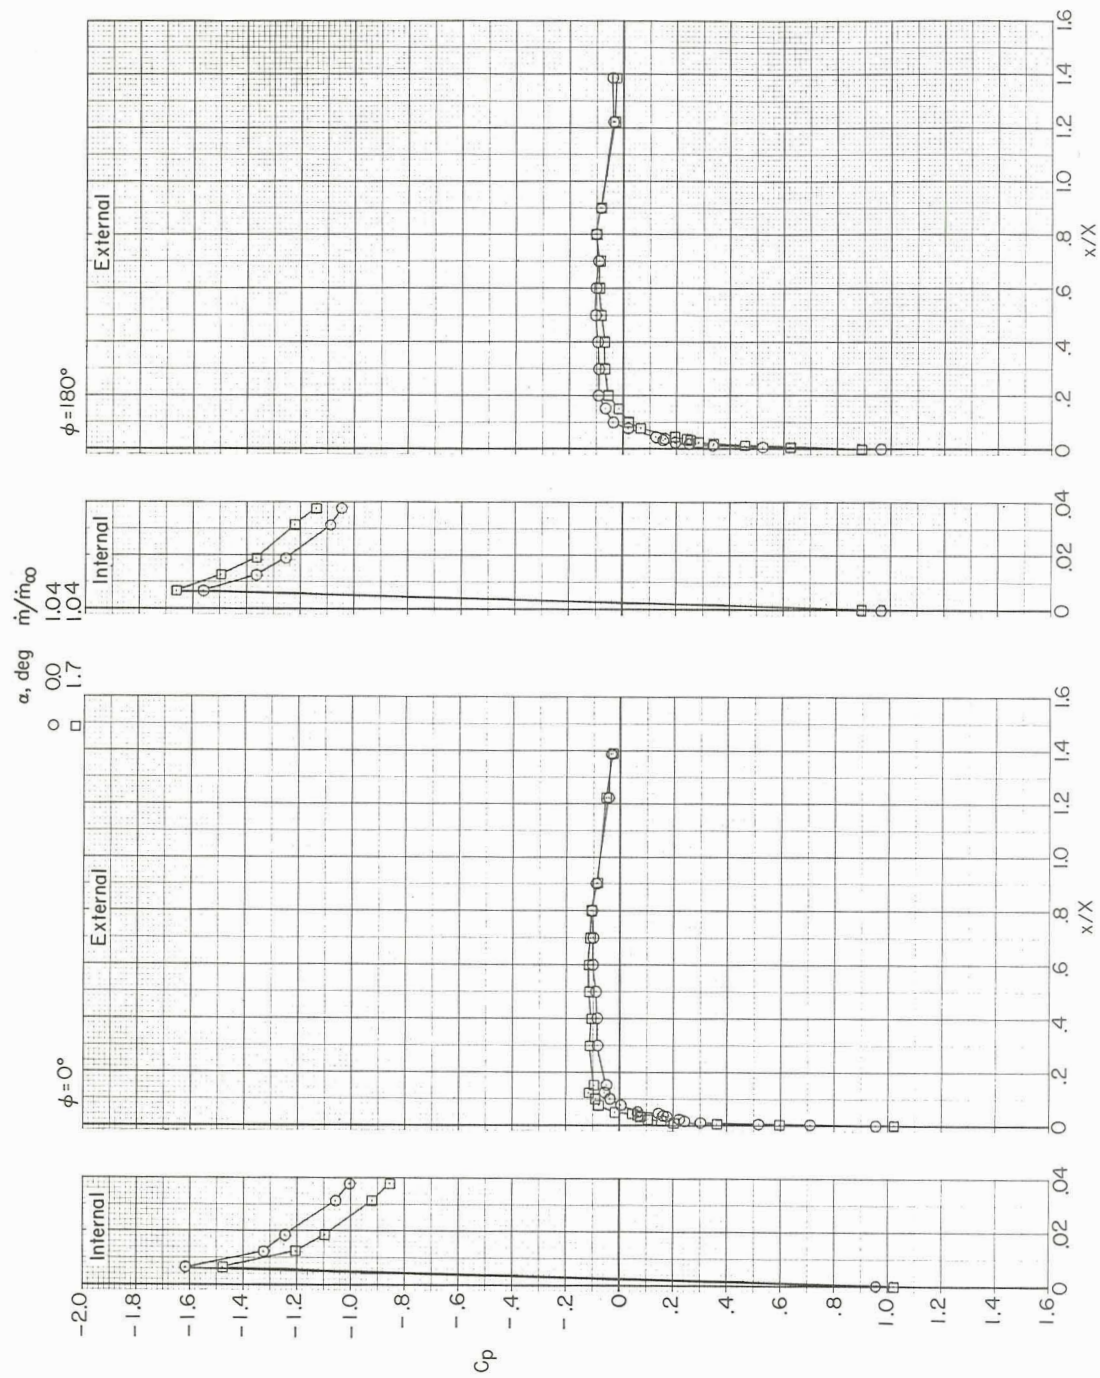 α, deg ṁ/ṁ∞
○ 0.0 1.04
□ 1.7 1.04
φ=0°
φ=180°
Internal
External
Internal
External
-2.0
-1.8
-1.6
-1.4
-1.2
-1.0
-.8
-.6
-.4
-.2
0
.2
.4
.6
.8
1.0
1.2
1.4
1.6
Cp
0 .02 .04
0 .2 .4 .6 .8 1.0 1.2 1.4 1.6
x/X
0 .02 .04
0 .2 .4 .6 .8 1.0 1.2 1.4 1.6
x/X